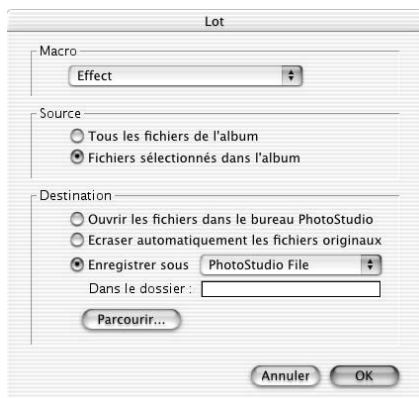 Lot
Macro
Effect
Source
Tous les fichiers de l'album
Fichiers sélectionnés dans l'album
Destination
Ouvrir les fichiers dans le bureau PhotoStudio
Ecraser automatiquement les fichiers originaux
Enregistrer sous PhotoStudio File
Dans le dossier :
Parcourir...
Annuler OK